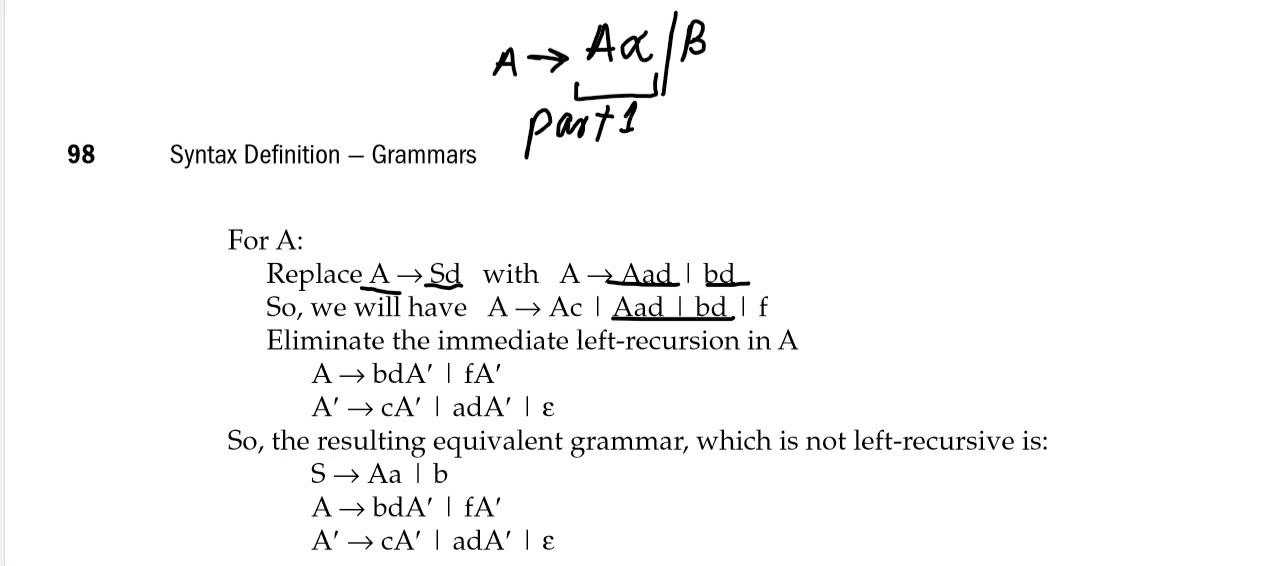 A → Aα / β
part 1
98 Syntax Definition — Grammars
For A:
Replace A → Sd with A → Aad | bd
So, we will have A → Ac | Aad | bd | f
Eliminate the immediate left-recursion in A
A → bdA′ | fA′
A′ → cA′ | adA′ | ε
So, the resulting equivalent grammar, which is not left-recursive is:
S → Aa | b
A → bdA′ | fA′
A′ → cA′ | adA′ | ε